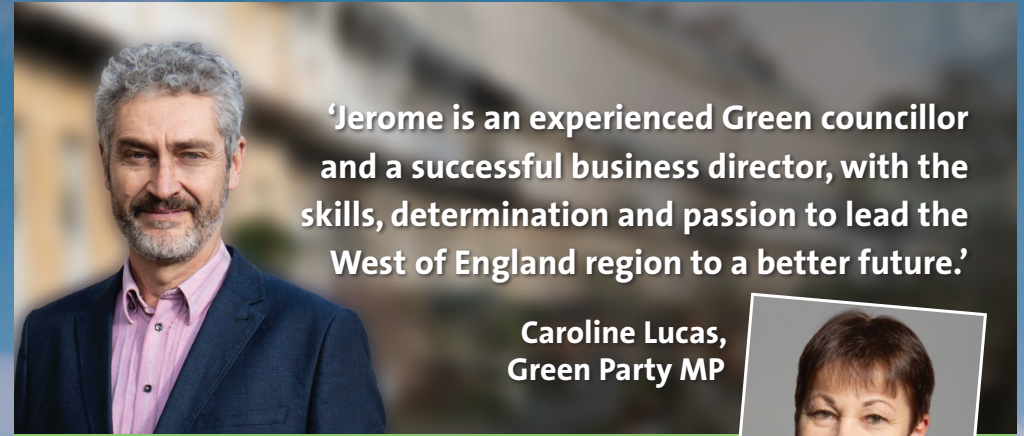 ‘Jerome is an experienced Green councillor
and a successful business director, with the
skills, determination and passion to lead the
West of England region to a better future.’
Caroline Lucas,
Green Party MP